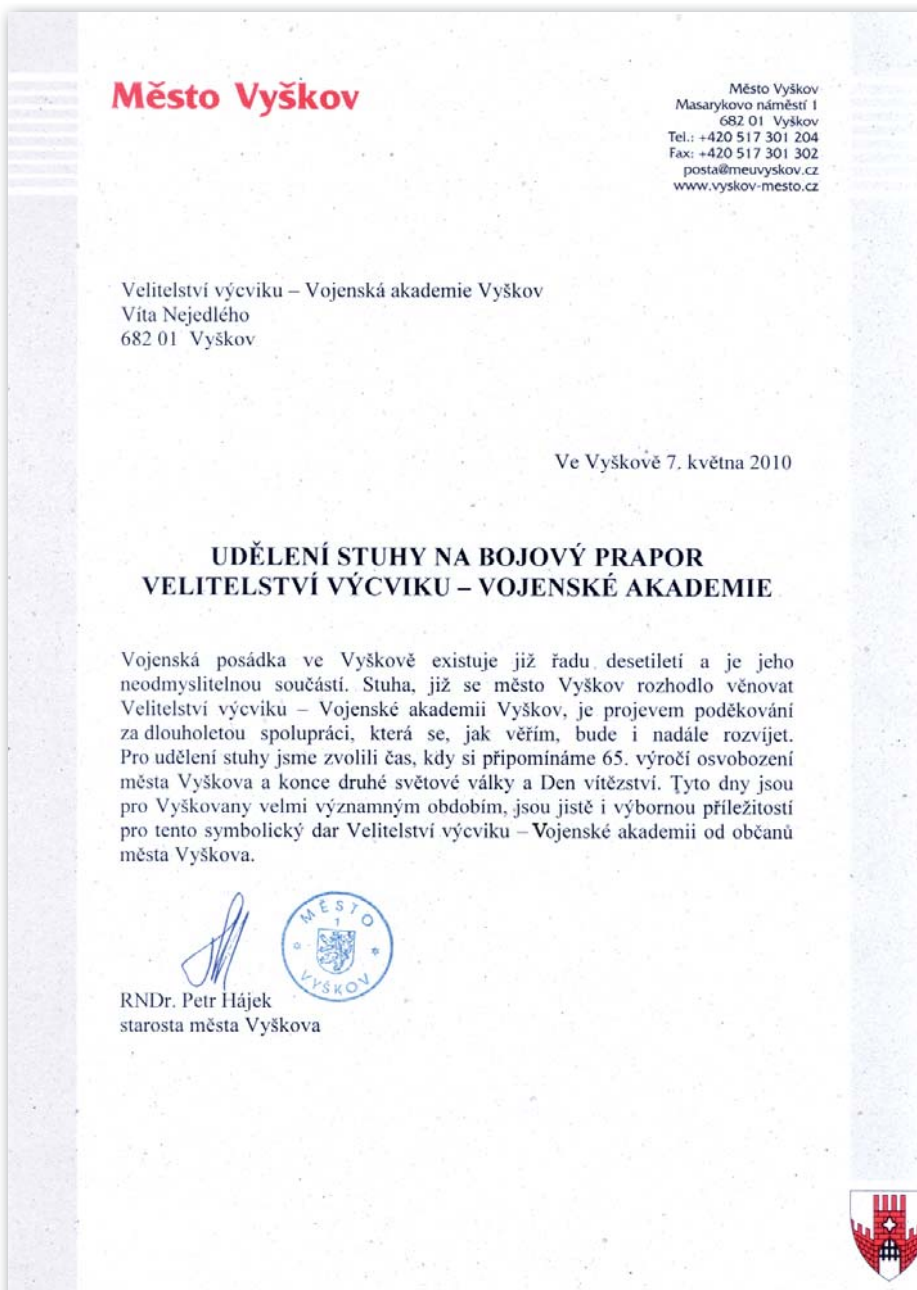 Město Vyškov
Město Vyškov
Masarykovo náměstí 1
682 01 Vyškov
Tel.: +420 517 301 204
Fax: +420 517 301 302
posta@meuvyskov.cz
www.vyskov-mesto.cz
Velitelství výcviku – Vojenská akademie Vyškov
Víta Nejedlého
682 01 Vyškov
Ve Vyškově 7. května 2010
UDĚLENÍ STUHY NA BOJOVÝ PRAPOR
VELITELSTVÍ VÝCVIKU – VOJENSKÉ AKADEMIE
Vojenská posádka ve Vyškově existuje již řadu desetiletí a je jeho
neodmyslitelnou součástí. Stuha, již se město Vyškov rozhodlo věnovat
Velitelství výcviku – Vojenské akademii Vyškov, je projevem poděkování
za dlouholetou spolupráci, která se, jak věřím, bude i nadále rozvíjet.
Pro udělení stuhy jsme zvolili čas, kdy si připomínáme 65. výročí osvobození
města Vyškova a konce druhé světové války a Den vítězství. Tyto dny jsou
pro Vyškovany velmi významným obdobím, jsou jistě i výbornou příležitostí
pro tento symbolický dar Velitelství výcviku – Vojenské akademii od občanů
města Vyškova.
MĚSTO
1
VYŠKOV
RNDr. Petr Hájek
starosta města Vyškova